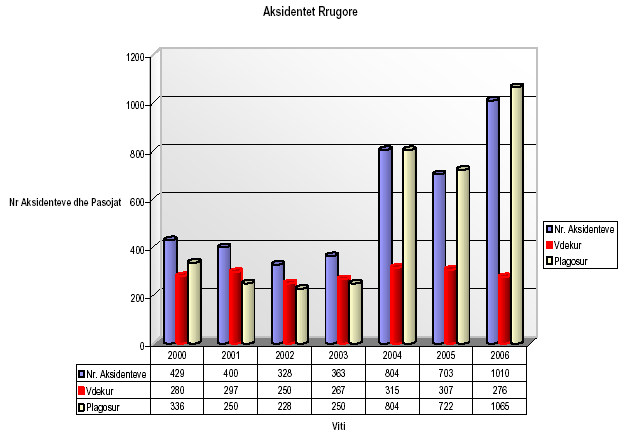 Aksidentet Rrugore
1200
1000
800
600
400
200
0
Nr Aksidenteve dhe Pasojat
Nr. Aksidenteve
Vdekur
Plagosur
2000 2001 2002 2003 2004 2005 2006
Nr. Aksidenteve 429 400 328 363 804 703 1010
Vdekur 280 297 250 267 315 307 276
Plagosur 336 250 228 250 804 722 1065
Viti